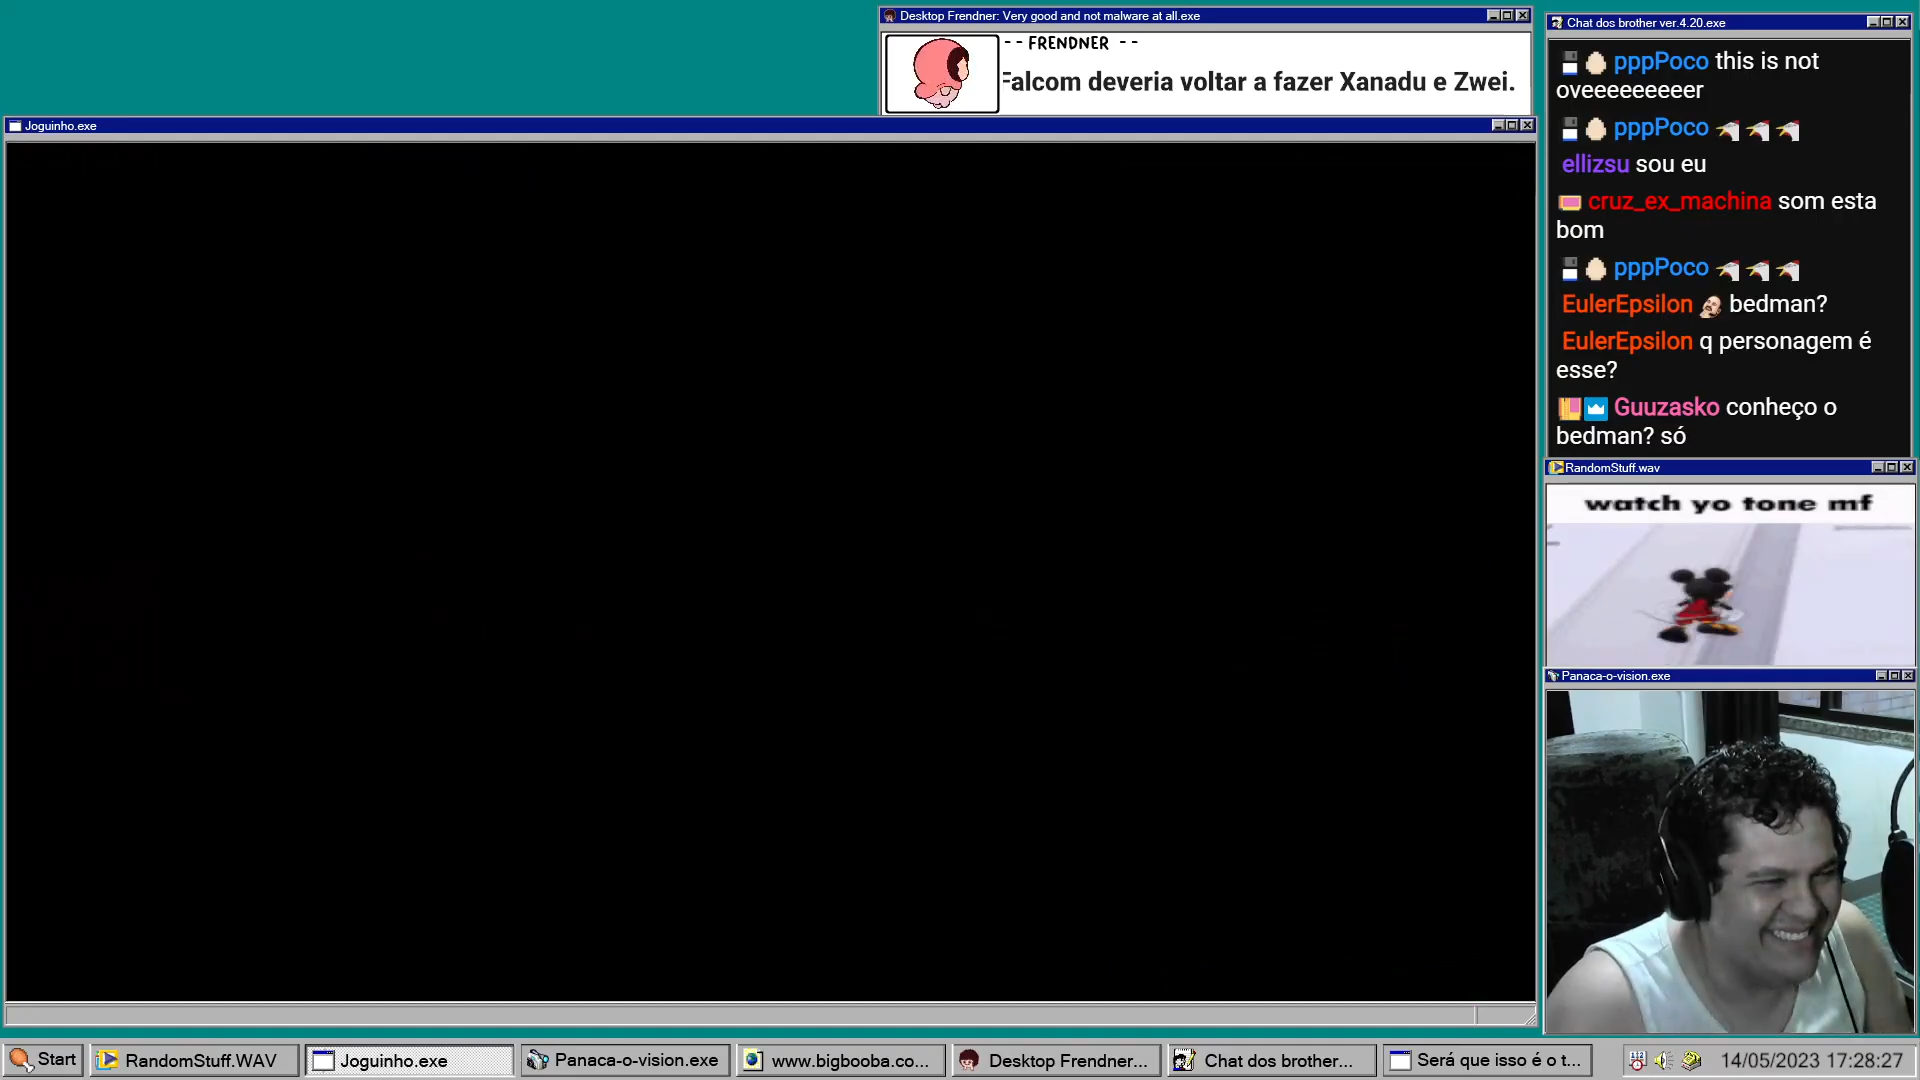 Desktop Frendner: Very good and not malware at all.exe
-- FRENDNER --
Falcom deveria voltar a fazer Xanadu e Zwei.
Joguinho.exe
Chat dos brother ver.4.20.exe
pppPoco this is not
oveeeeeeeeer
pppPoco
ellizsu sou eu
cruz_ex_machina som esta
bom
pppPoco
EulerEpsilon bedman?
EulerEpsilon q personagem é
esse?
Guuzasko conheço o
bedman? só
RandomStuff.wav
watch yo tone mf
Panaca-o-vision.exe
Start
RandomStuff.WAV
Joguinho.exe
Panaca-o-vision.exe
www.bigbooba.co...
Desktop Frendner...
Chat dos brother...
Será que isso é o t...
14/05/2023 17:28:27